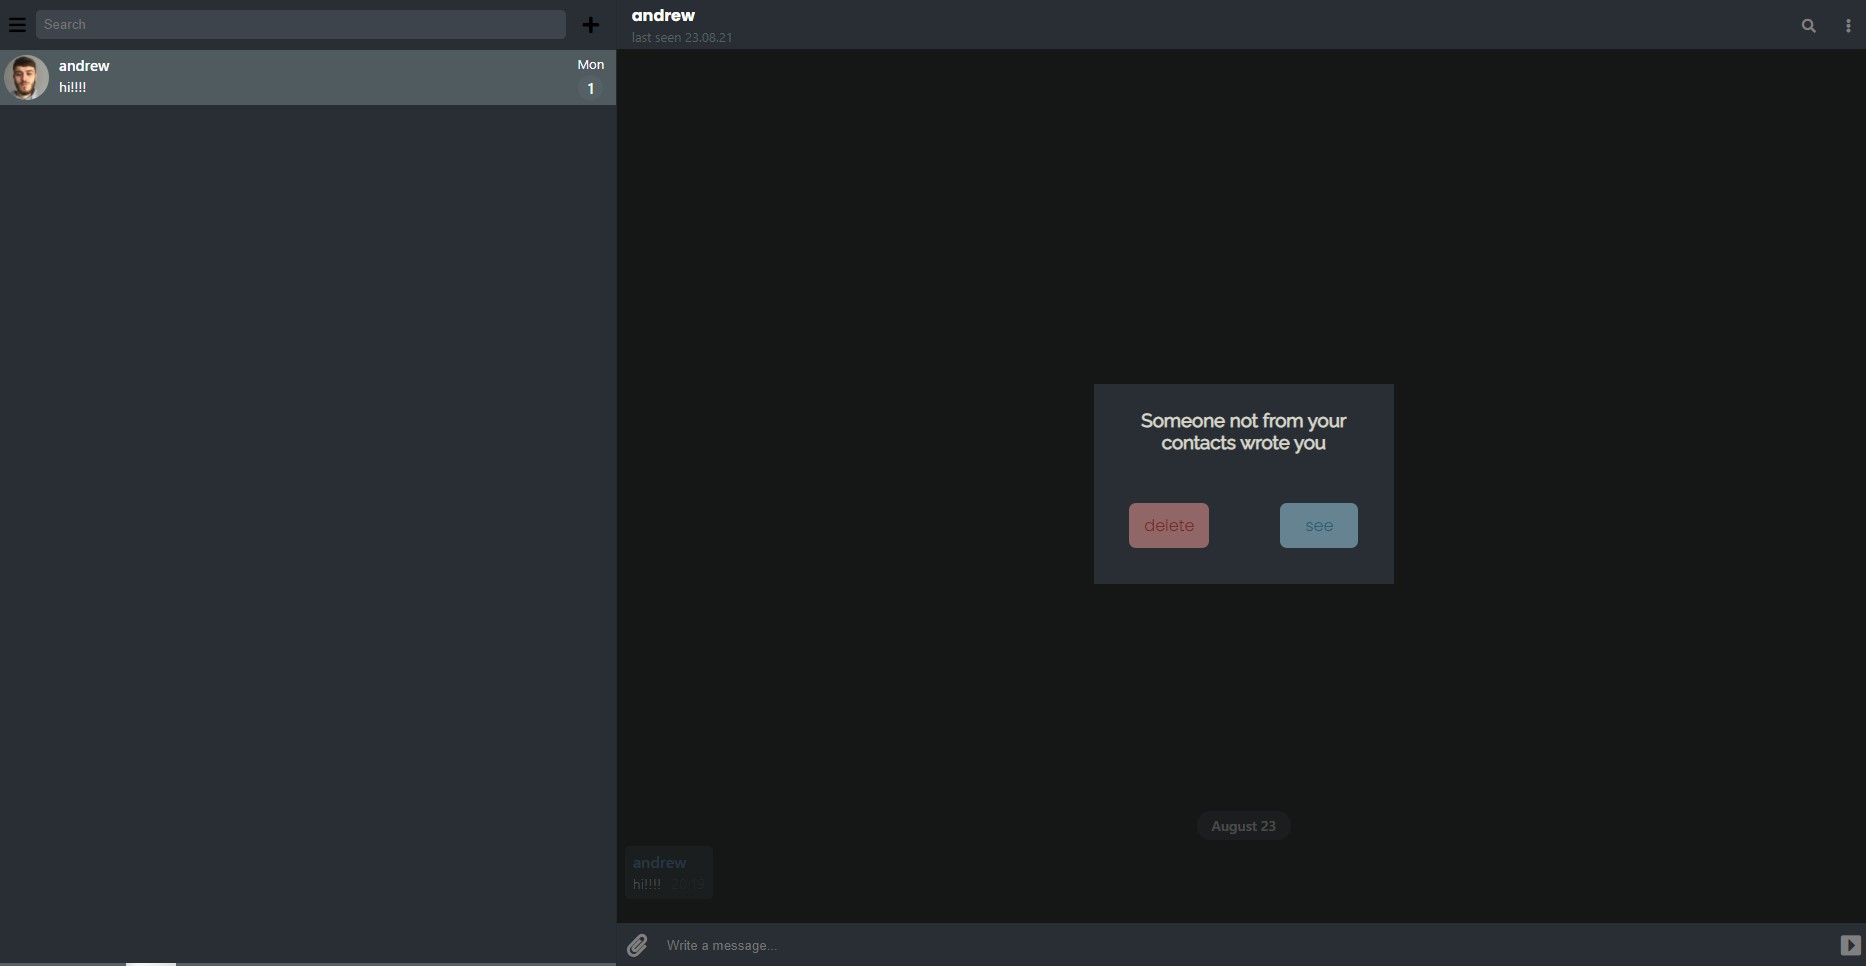 Search
andrew
Mon
hi!!!!
1
andrew
last seen 23.08.21
Someone not from your
contacts wrote you
delete
see
August 23
andrew
hi!!!!
Write a message...